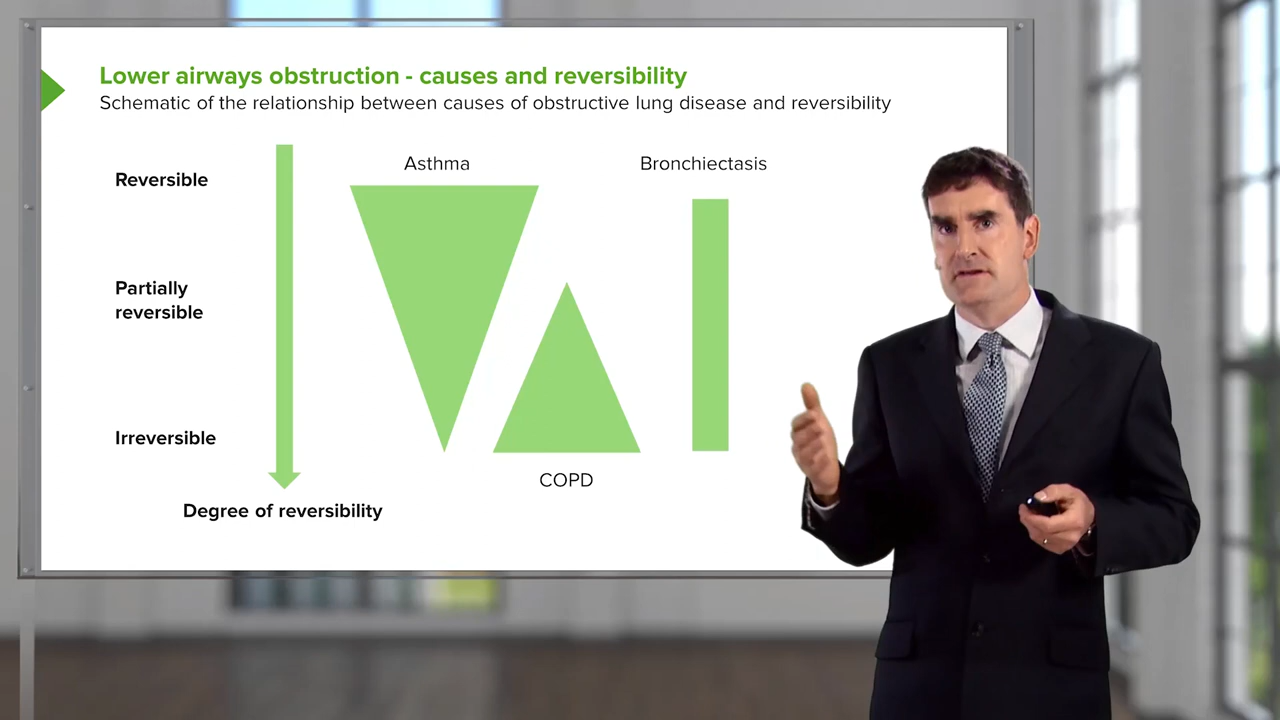 Lower airways obstruction - causes and reversibility
Schematic of the relationship between causes of obstructive lung disease and reversibility
Asthma
Bronchiectasis
Reversible
Partially
reversible
Irreversible
COPD
Degree of reversibility